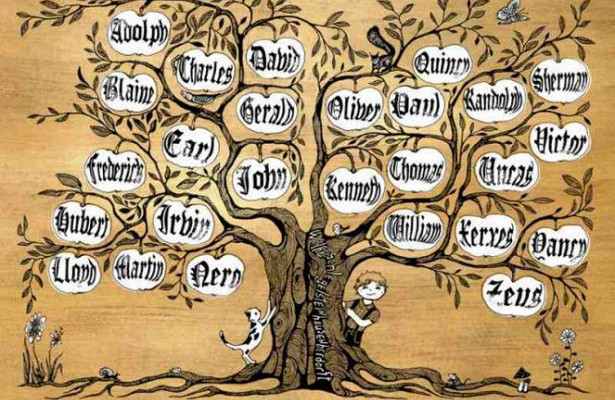 Adolph
Charles
David
Blaine
Gerald
Earl
Frederick
John
Hubert
Irvin
Lloyd
Martin
Nero
Quincy
Sherman
Oliver
Paul
Randolph
Victor
Thomas
Uncas
Kenneth
William
Xerxes
Yancy
Zeus